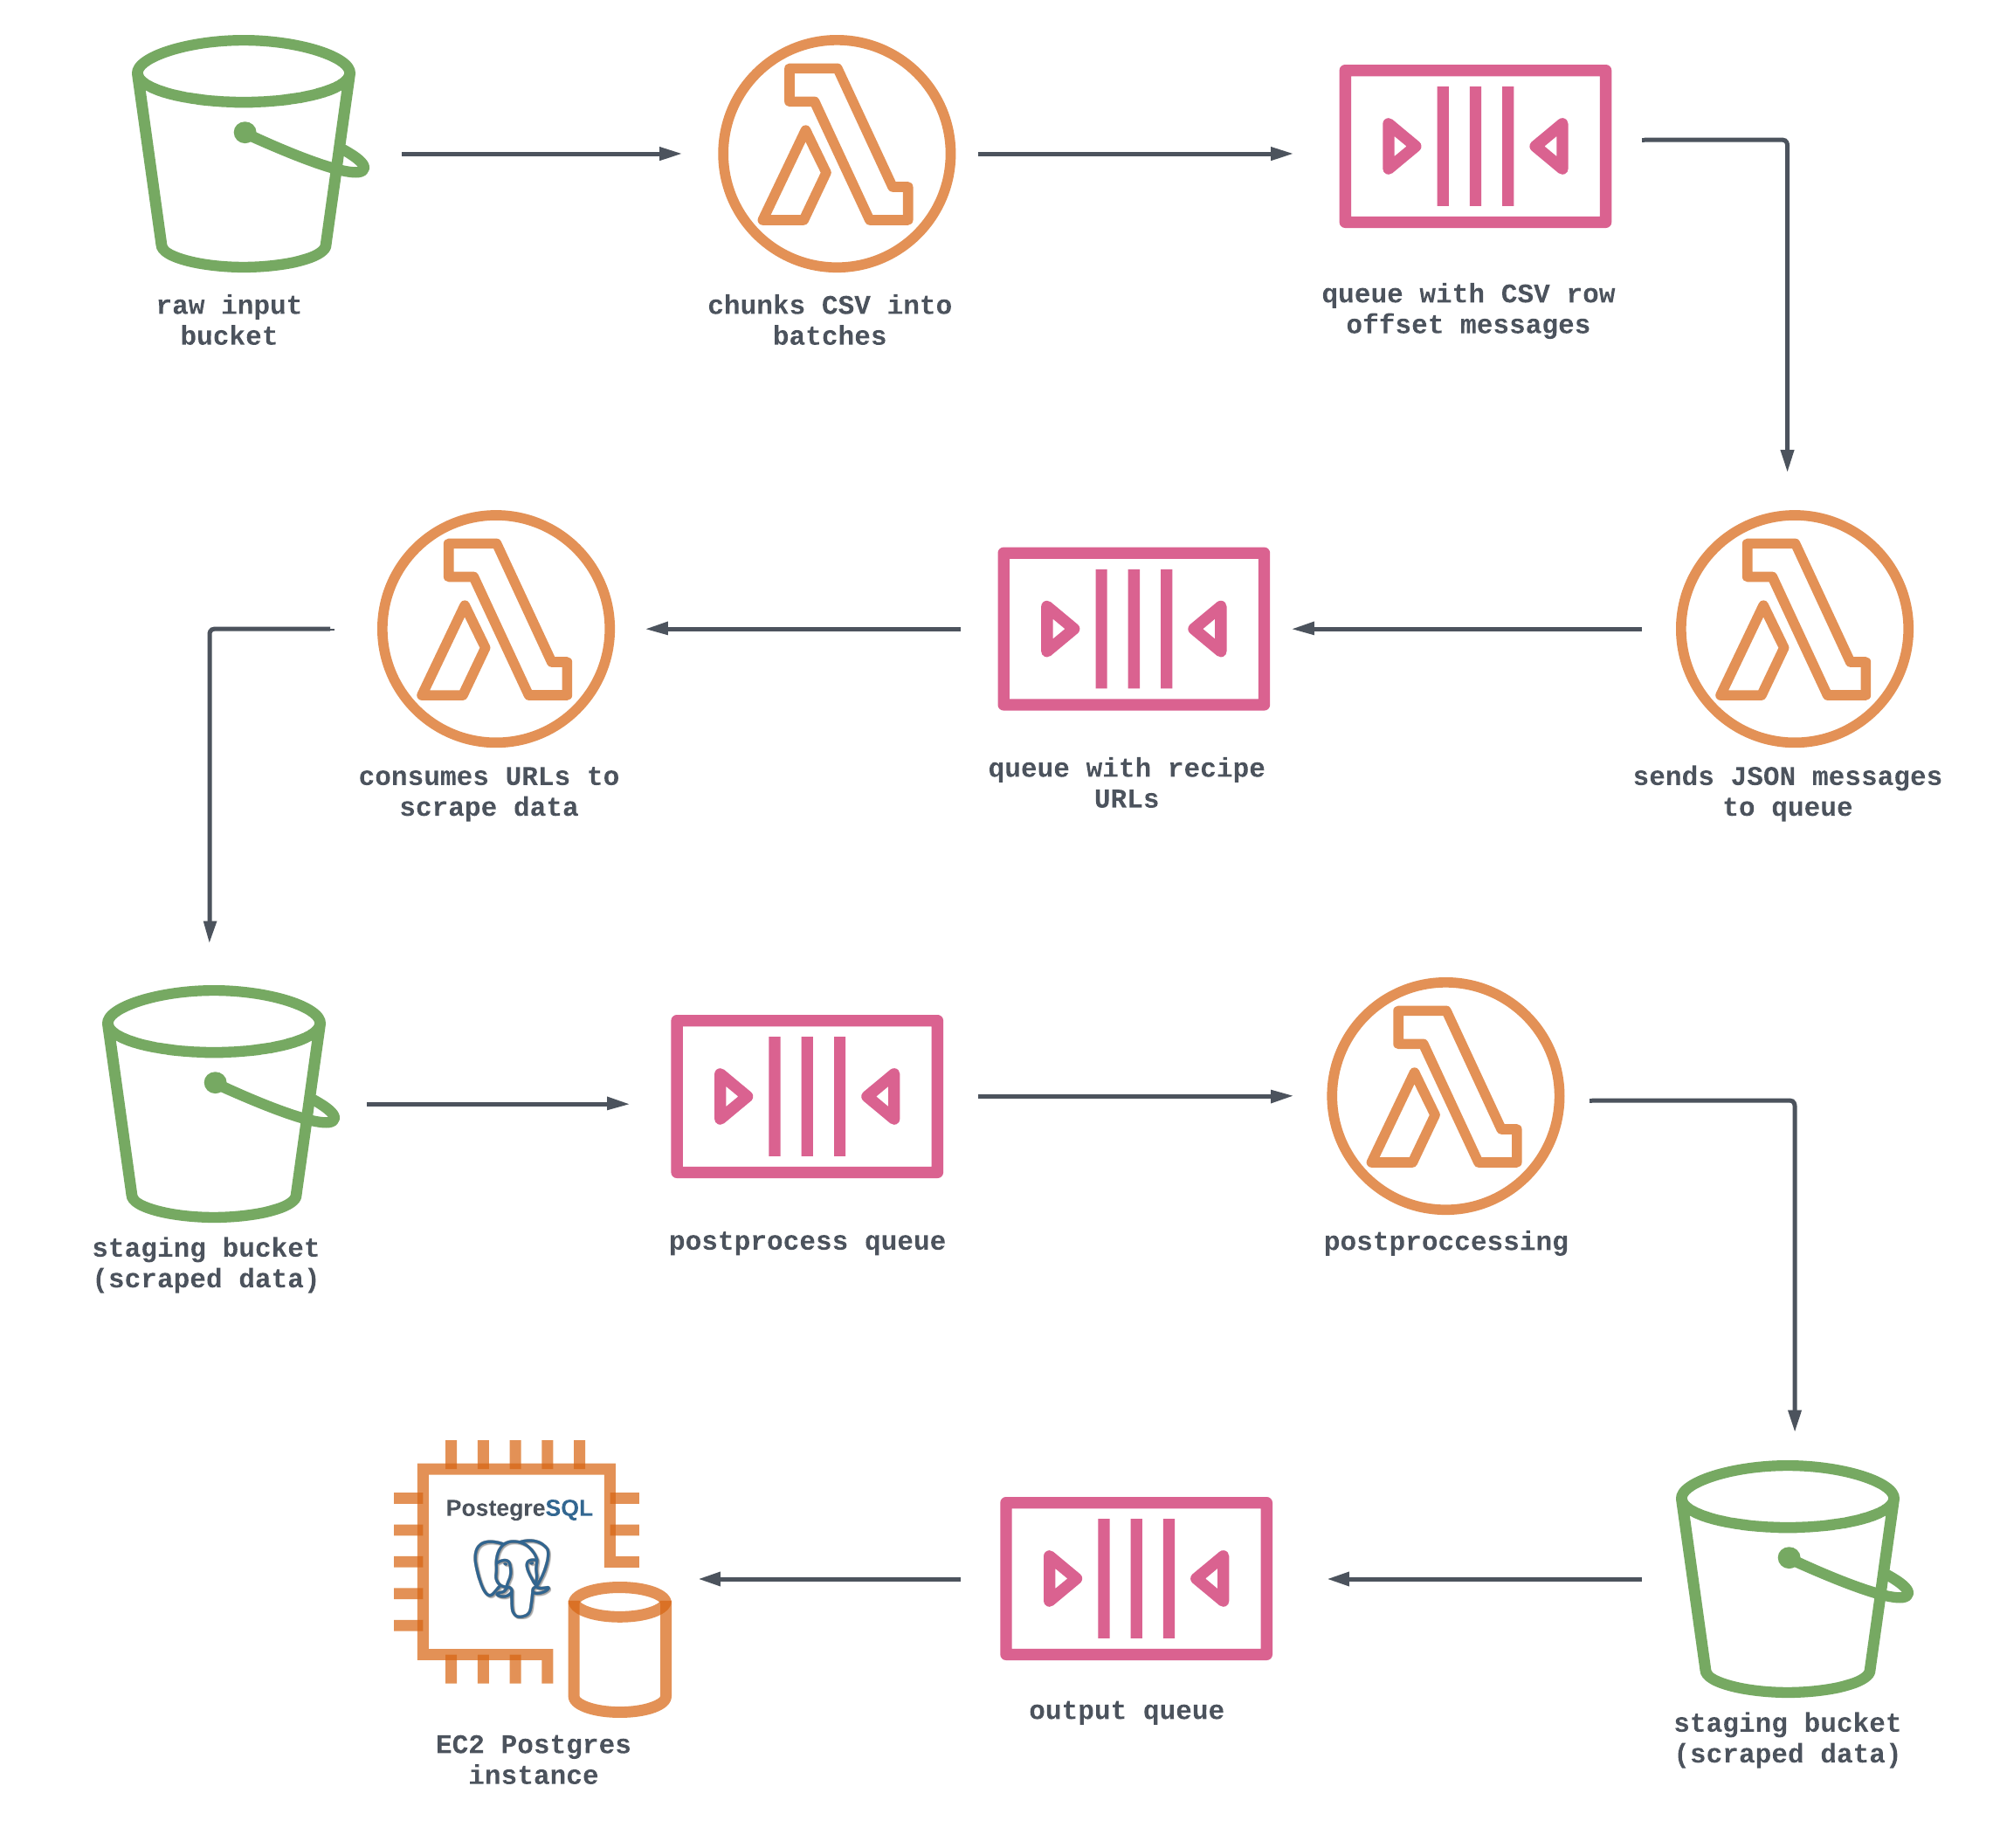 raw input
bucket
chunks CSV into
batches
queue with CSV row
offset messages
consumes URLs to
scrape data
queue with recipe
URLs
sends JSON messages
to queue
staging bucket
(scraped data)
postprocess queue
postproccessing
PostegreSQL
EC2 Postgres
instance
output queue
staging bucket
(scraped data)